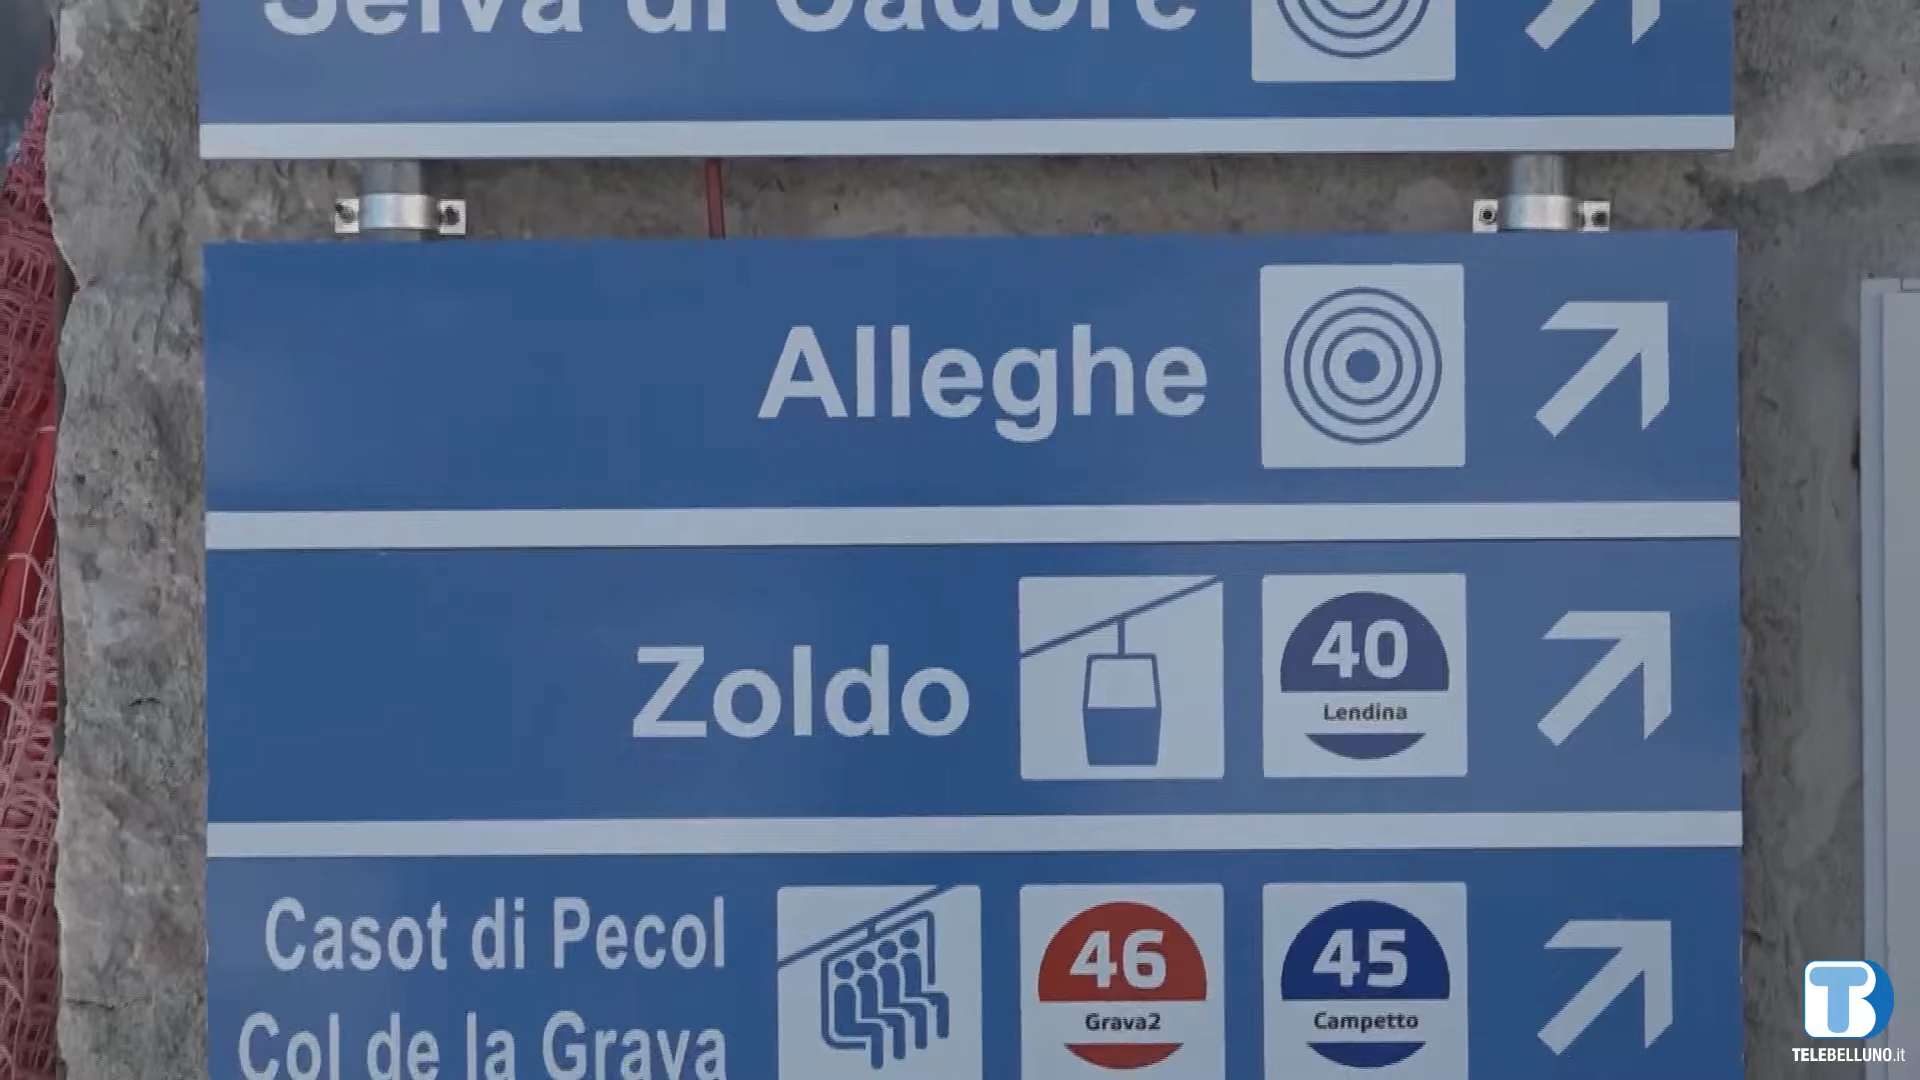 Selva di Cadore
Alleghe
Zoldo
40
Lendina
Casot di Pecol
Col de la Grava
46
Grava2
45
Campetto
TELEBELLUNO.it